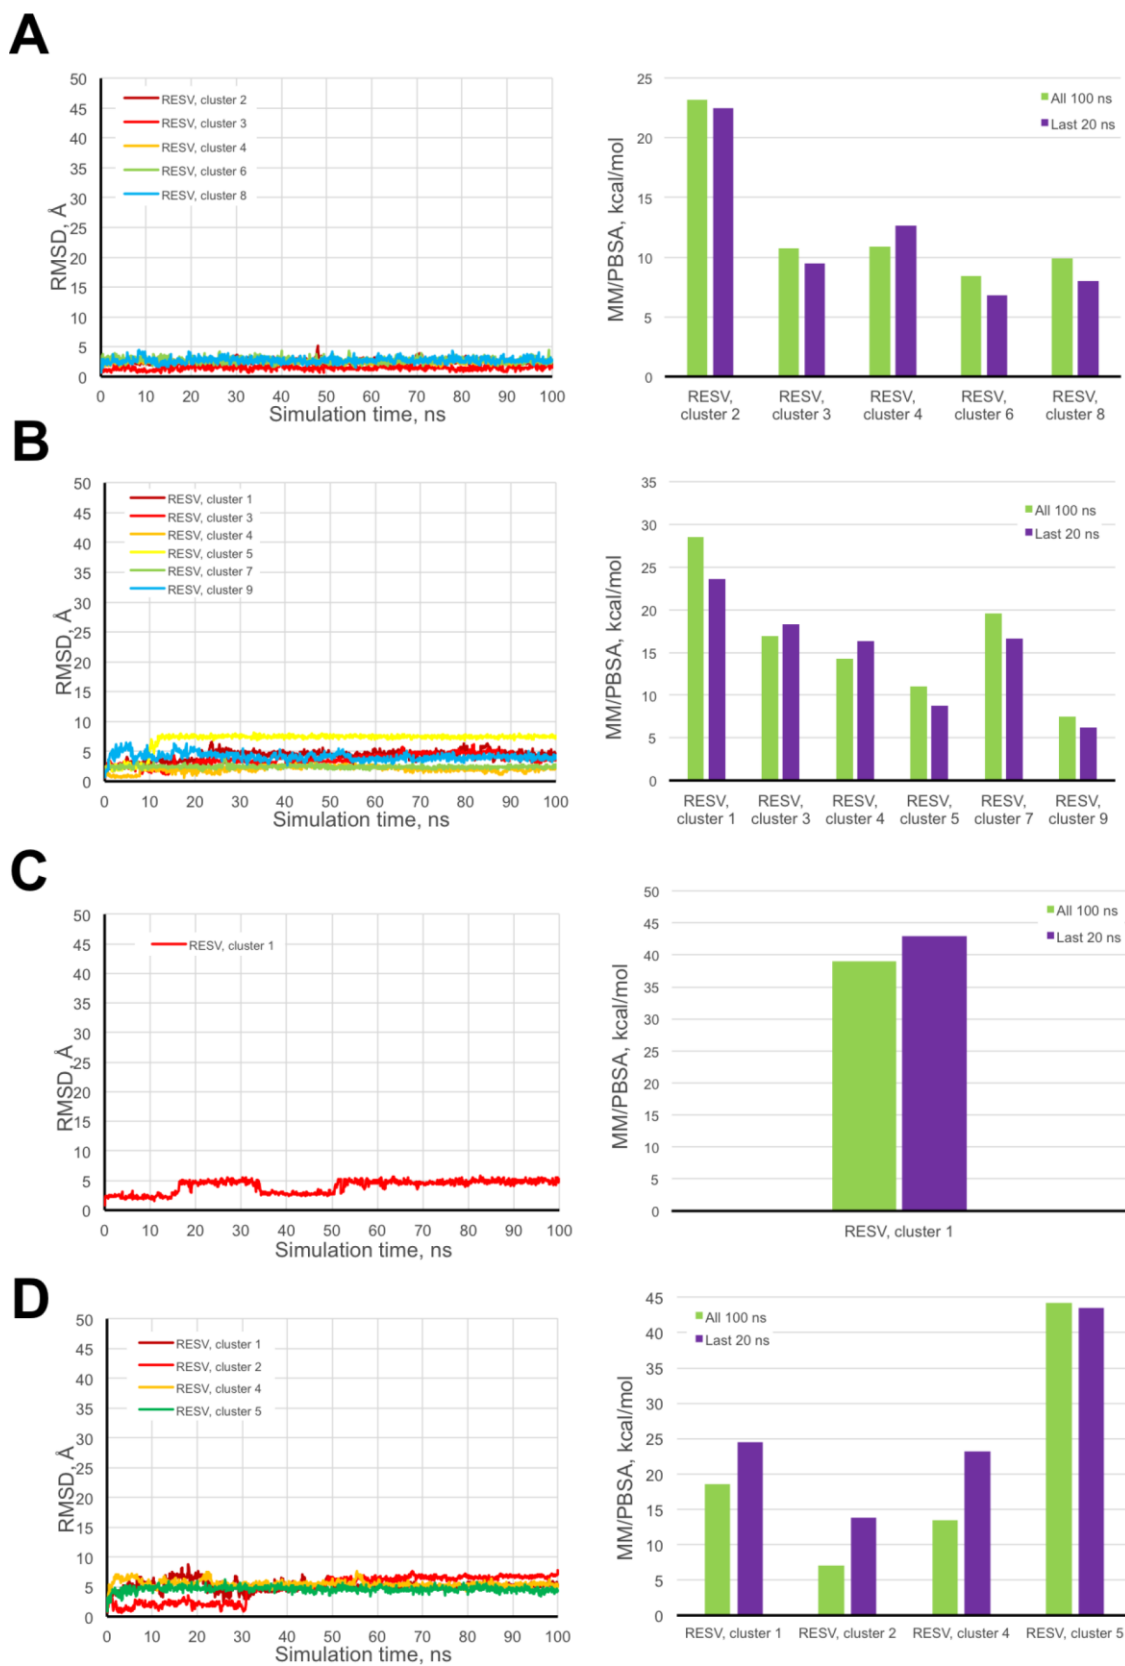 A
50
45
40
35
30
25
20
15
10
5
0
RMSD, Å
RESV, cluster 2
RESV, cluster 3
RESV, cluster 4
RESV, cluster 6
RESV, cluster 8
0 10 20 30 40 50 60 70 80 90 100
Simulation time, ns
25
20
15
10
5
0
MM/PBSA, kcal/mol
All 100 ns
Last 20 ns
RESV, RESV, RESV, RESV, RESV,
cluster 2 cluster 3 cluster 4 cluster 6 cluster 8
B
50
45
40
35
30
25
20
15
10
5
0
RMSD, Å
RESV, cluster 1
RESV, cluster 3
RESV, cluster 4
RESV, cluster 5
RESV, cluster 7
RESV, cluster 9
0 10 20 30 40 50 60 70 80 90 100
Simulation time, ns
35
30
25
20
15
10
5
0
MM/PBSA, kcal/mol
All 100 ns
Last 20 ns
RESV, RESV, RESV, RESV, RESV, RESV,
cluster 1 cluster 3 cluster 4 cluster 5 cluster 7 cluster 9
C
50
45
40
35
30
25
20
15
10
5
0
RMSD, Å
RESV, cluster 1
0 10 20 30 40 50 60 70 80 90 100
Simulation time, ns
50
45
40
35
30
25
20
15
10
5
0
MM/PBSA, kcal/mol
All 100 ns
Last 20 ns
RESV, cluster 1
D
50
45
40
35
30
25
20
15
10
5
0
RMSD, Å
RESV, cluster 1
RESV, cluster 2
RESV, cluster 4
RESV, cluster 5
0 10 20 30 40 50 60 70 80 90 100
Simulation time, ns
45
40
35
30
25
20
15
10
5
0
MM/PBSA, kcal/mol
All 100 ns
Last 20 ns
RESV, cluster 1 RESV, cluster 2 RESV, cluster 4 RESV, cluster 5